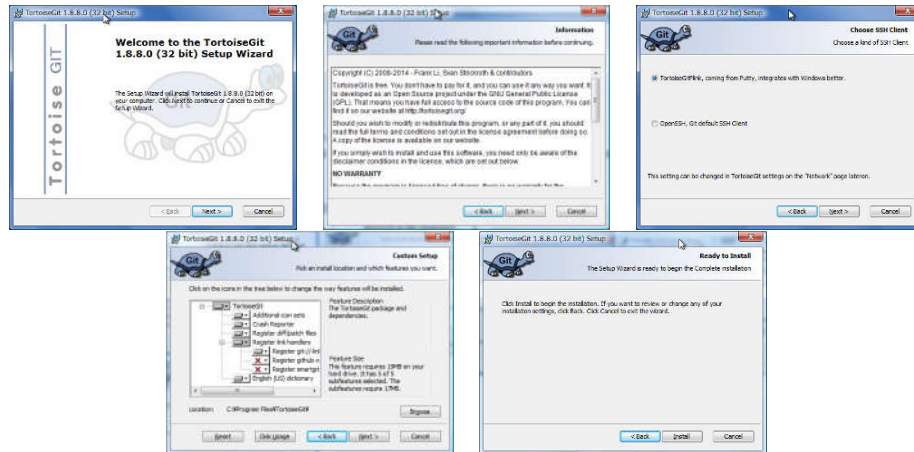 TortoiseGit 1.8.8.0 (32 bit) Setup
Tortoise GIT
Welcome to the TortoiseGit
1.8.8.0 (32 bit) Setup Wizard
The Setup Wizard will install TortoiseGit 1.8.8.0 (32 bit) on
your computer. Click Next to continue or Cancel to exit the
Setup Wizard.
< Back Next > Cancel
TortoiseGit 1.8.8.0 (32 bit) Setup
Git
Information
Please read the following important information before continuing.
Copyright (C) 2008-2014 - Frank Li, Sven Strickroth & contributors
TortoiseGit is free. You don't have to pay for it, and you can use it any way you want. It
is developed as an Open Source project under the GNU General Public License
(GPL). That means you have full access to the source code of this program. You can
find it on our website at http://tortoisegit.org/
Should you wish to modify or redistribute this program, or any part of it, you should
read the full terms and conditions set out in the license agreement before doing so.
A copy of the license is available on our website.
If you simply wish to install and use this software, you need only be aware of the
disclaimer conditions in the license, which are set out below.
NO WARRANTY
< Back Next > Cancel
TortoiseGit 1.8.8.0 (32 bit) Setup
Git
Choose SSH Client
Choose a kind of SSH Client
TortoiseGitPlink, coming from Putty, integrates with Windows better.
OpenSSH, Git default SSH Client
This setting can be changed in TortoiseGit settings on the "Network" page lateron.
< Back Next > Cancel
TortoiseGit 1.8.8.0 (32 bit) Setup
Git
Custom Setup
Pick an install location and which features you want.
Click on the icons in the tree below to change the way features will be installed.
TortoiseGit
Additional icon sets
Crash Reporter
Register diff/patch files
Register link handlers
Register git://-lin
Register github-w
Register smartgit
English (US) dictionary
Feature Description
The TortoiseGit package and
dependencies.
Feature Size
This feature requires 19MB on your
hard drive. It has 5 of 5
subfeatures selected. The
subfeatures require 17MB.
Location: C:¥Program Files¥TortoiseGit¥
Browse
Reset Disk Usage < Back Next > Cancel
TortoiseGit 1.8.8.0 (32 bit) Setup
Git
Ready to Install
The Setup Wizard is ready to begin the Complete installation
Click Install to begin the installation. If you want to review or change any of your
installation settings, click Back. Click Cancel to exit the wizard.
< Back Install Cancel